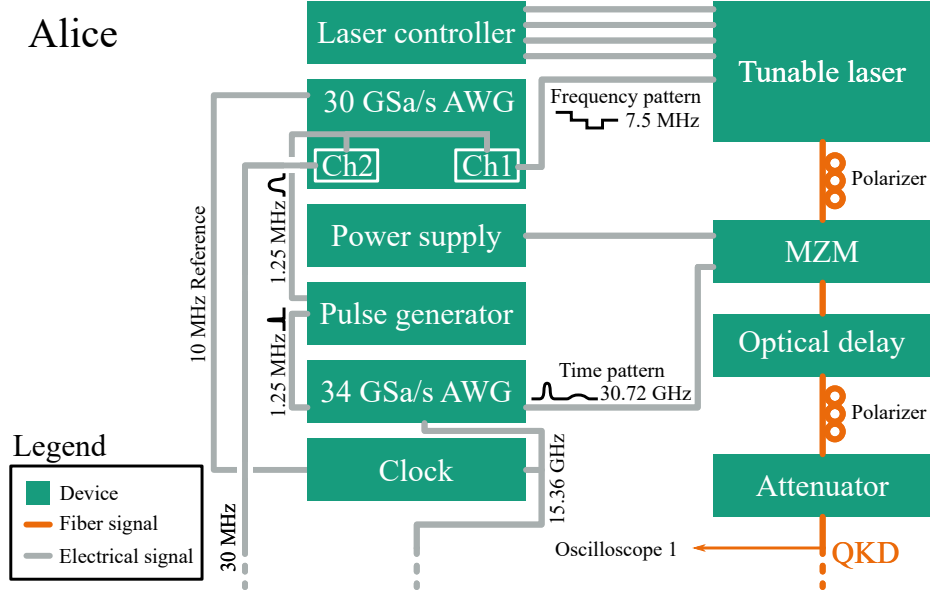 Alice
Laser controller
Tunable laser
30 GSa/s AWG
Frequency pattern
7.5 MHz
Ch2
Ch1
Polarizer
1.25 MHz
10 MHz Reference
Power supply
MZM
Pulse generator
Optical delay
1.25 MHz
34 GSa/s AWG
Time pattern
30.72 GHz
Polarizer
Legend
Clock
15.36 GHz
Attenuator
Device
Fiber signal
Electrical signal
30 MHz
Oscilloscope 1
QKD